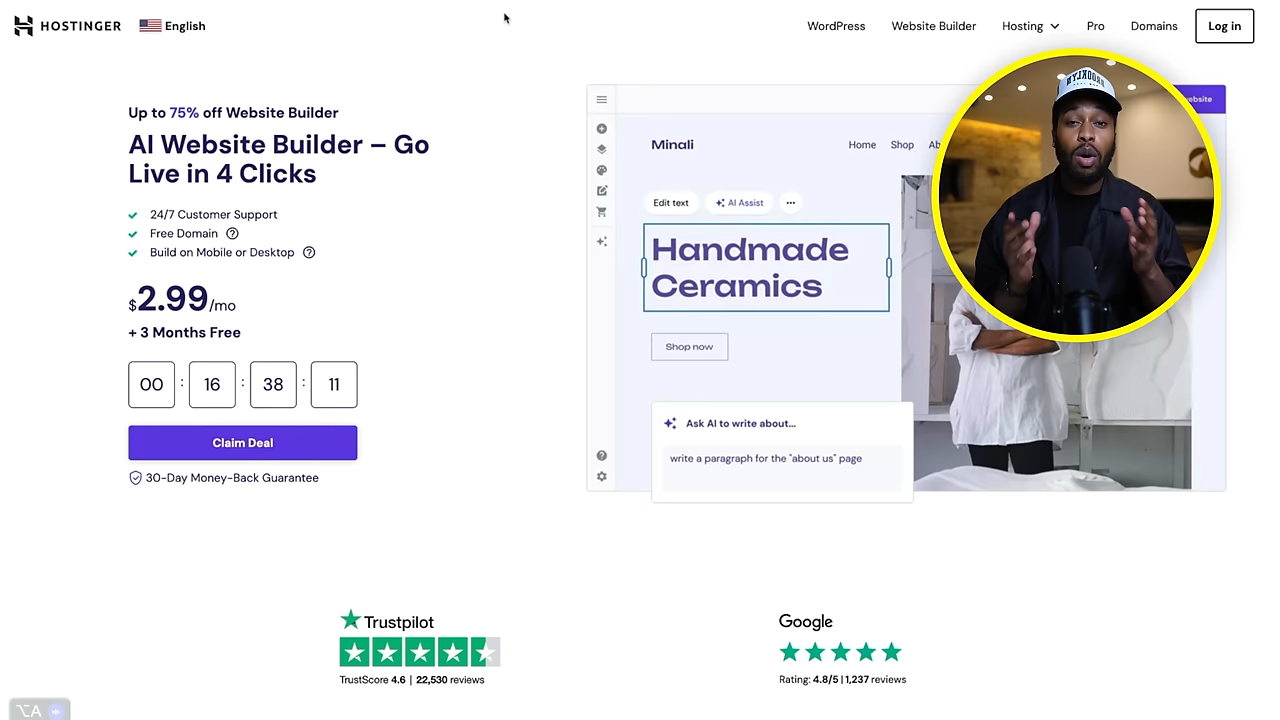 HOSTINGER
English
WordPress
Website Builder
Hosting
Pro
Domains
Log in
Up to 75% off Website Builder
AI Website Builder – Go
Live in 4 Clicks
24/7 Customer Support
Free Domain
Build on Mobile or Desktop
$2.99/mo
+ 3 Months Free
00 : 16 : 38 : 11
Claim Deal
30-Day Money-Back Guarantee
Minali
Home
Shop
Edit text
AI Assist
Handmade
Ceramics
Shop now
Ask AI to write about...
write a paragraph for the "about us" page
Trustpilot
TrustScore 4.6 | 22,530 reviews
Google
Rating: 4.8/5 | 1,237 reviews
⌥A
BROOKLYN